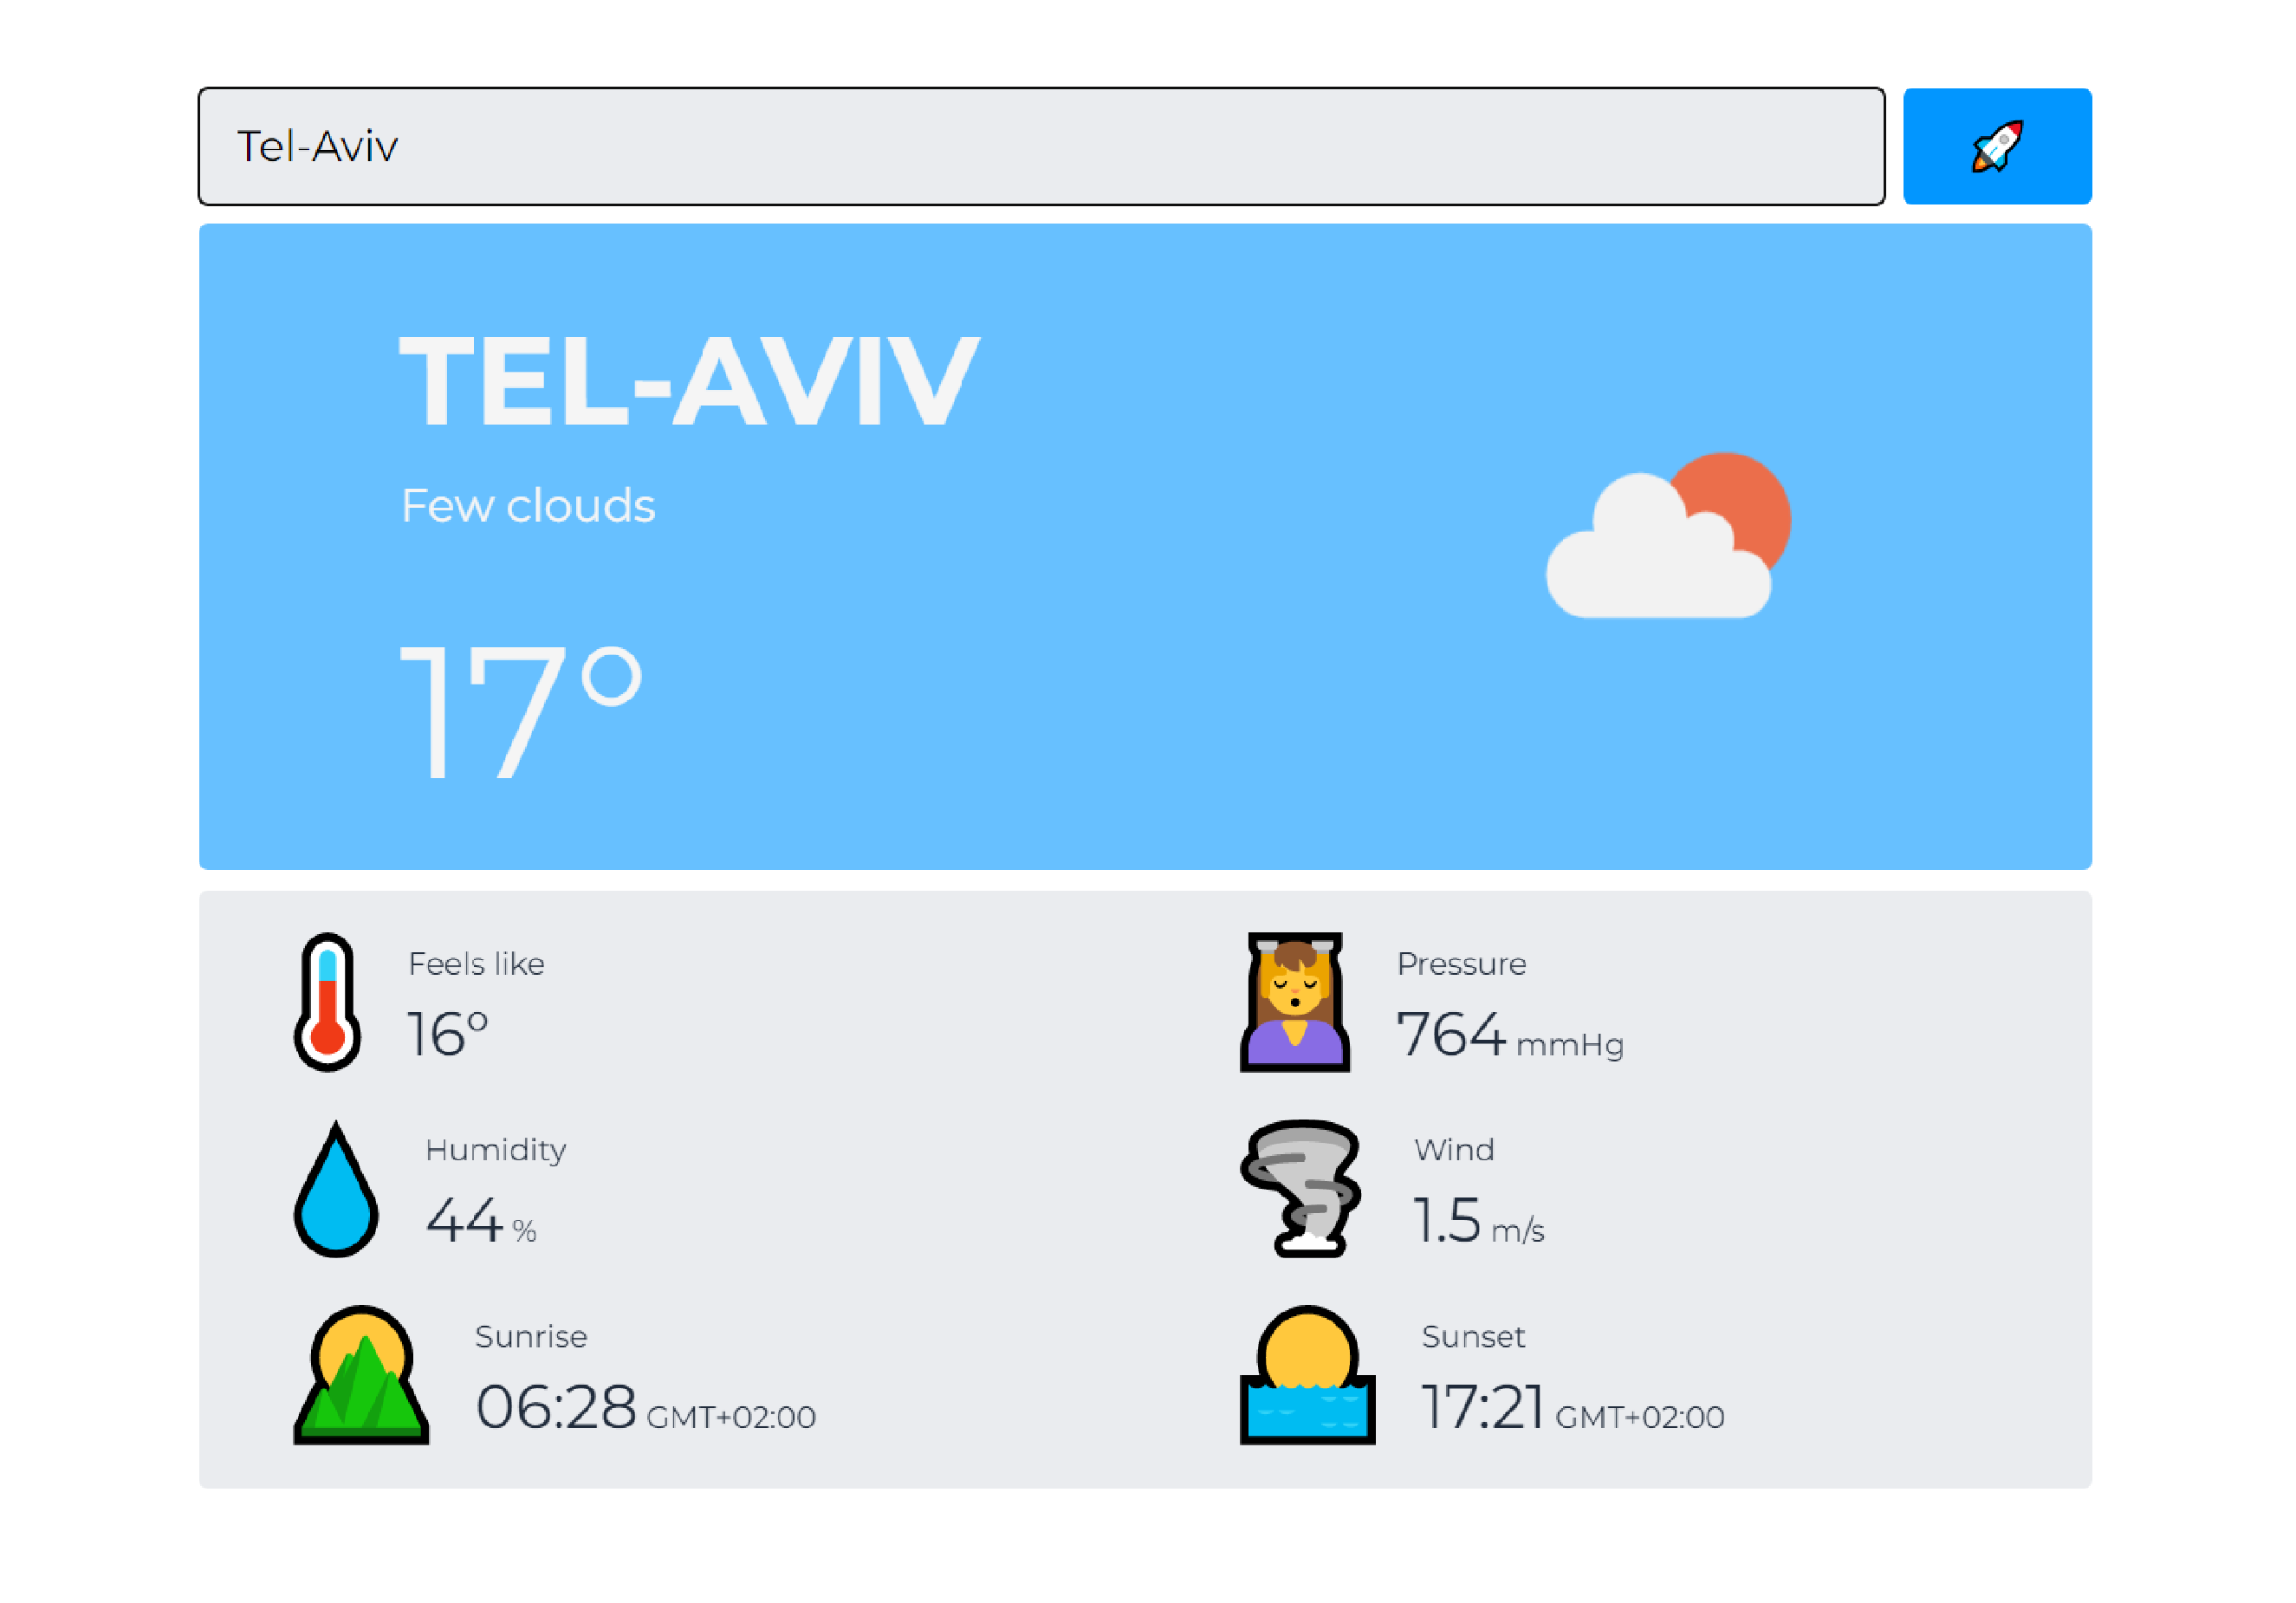 Tel-Aviv
TEL-AVIV
Few clouds
17°
Feels like
16°
Pressure
764 mmHg
Humidity
44 %
Wind
1.5 m/s
Sunrise
06:28 GMT+02:00
Sunset
17:21 GMT+02:00